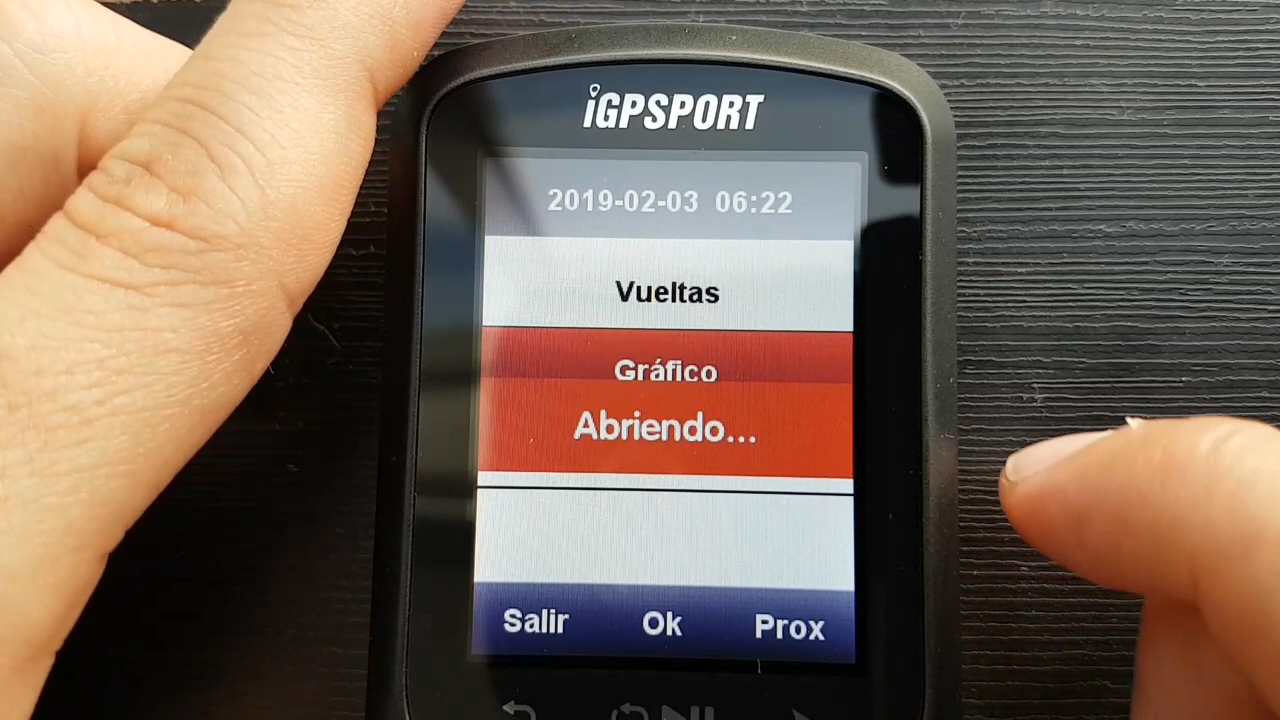 iGPSPORT
2019-02-03 06:22
Vueltas
Gráfico
Abriendo...
Salir Ok Prox